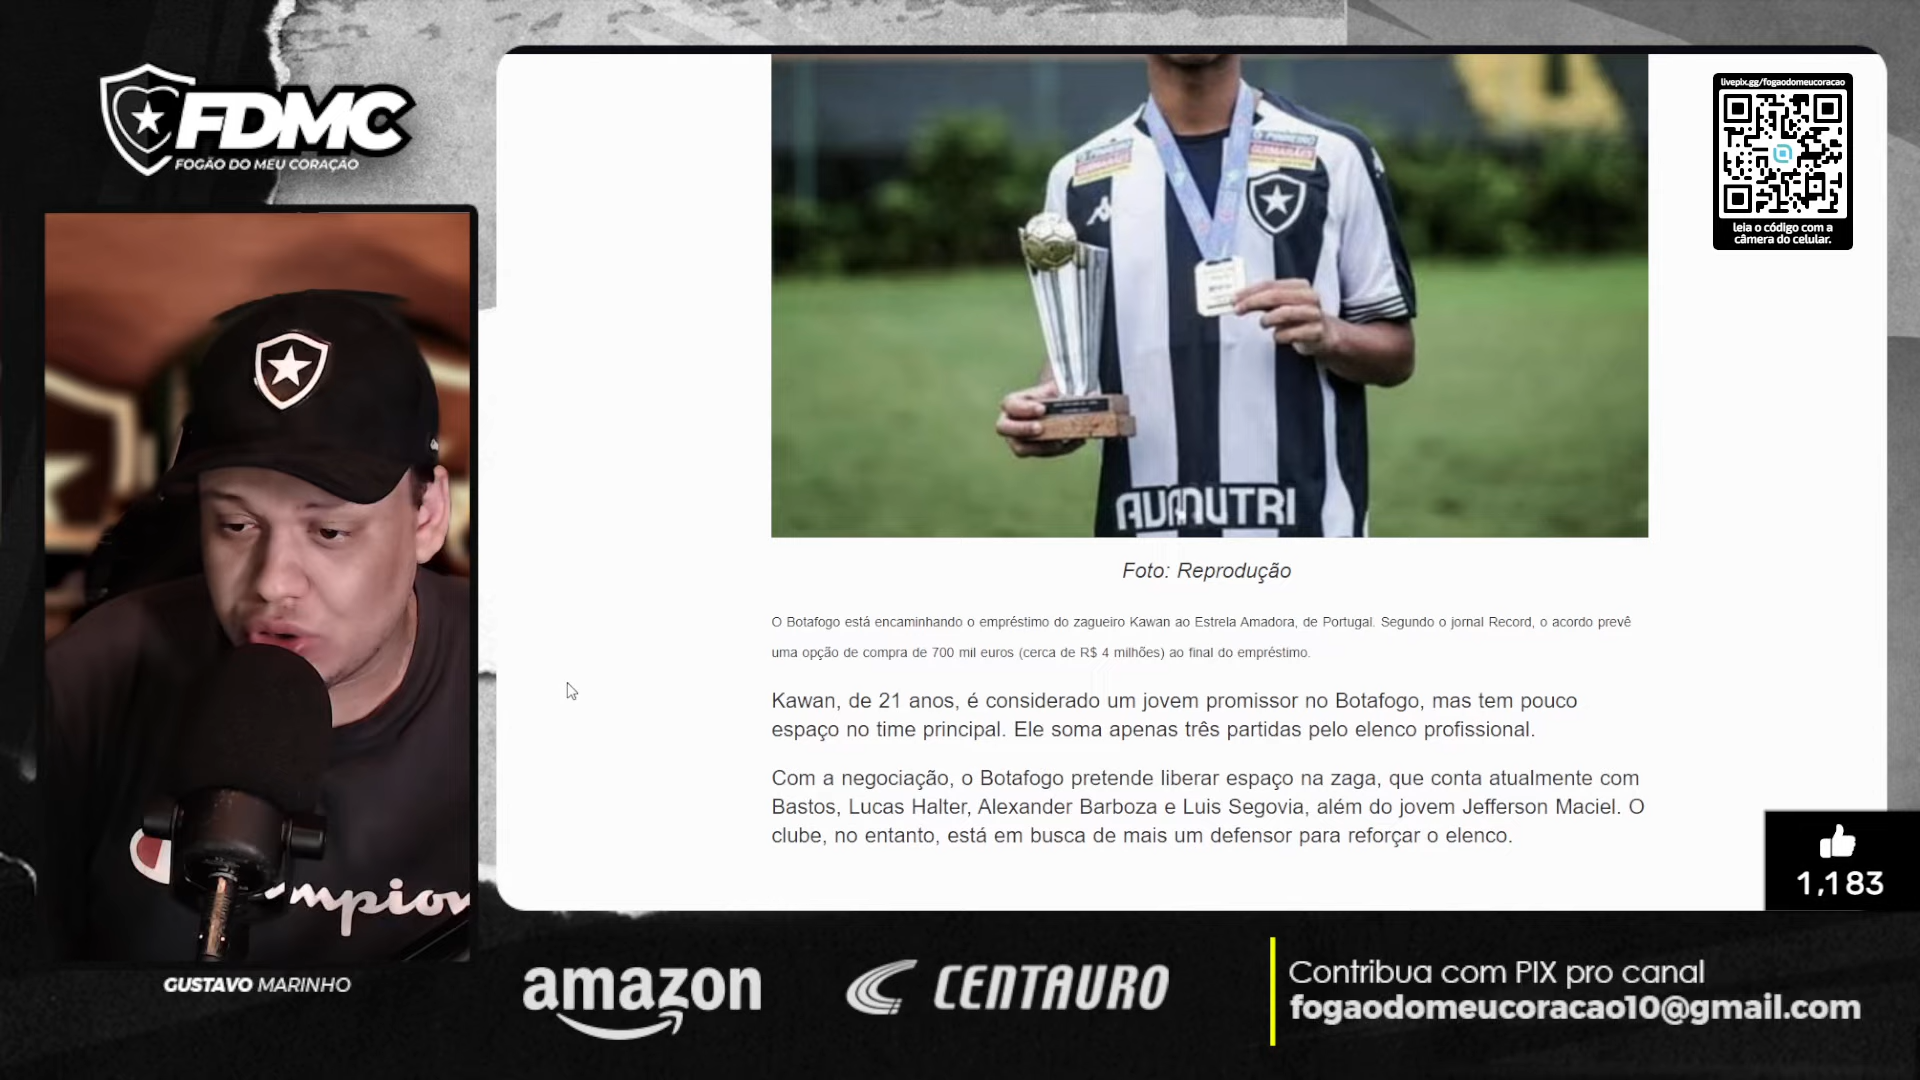 FDMC
FOGÃO DO MEU CORAÇÃO
livepix.gg/fogaodomeucoracao
leia o código com a
câmera do celular.
AVANUTRI
Foto: Reprodução
O Botafogo está encaminhando o empréstimo do zagueiro Kawan ao Estrela Amadora, de Portugal. Segundo o jornal Record, o acordo prevê
uma opção de compra de 700 mil euros (cerca de R$ 4 milhões) ao final do empréstimo.
Kawan, de 21 anos, é considerado um jovem promissor no Botafogo, mas tem pouco
espaço no time principal. Ele soma apenas três partidas pelo elenco profissional.
Com a negociação, o Botafogo pretende liberar espaço na zaga, que conta atualmente com
Bastos, Lucas Halter, Alexander Barboza e Luis Segovia, além do jovem Jefferson Maciel. O
clube, no entanto, está em busca de mais um defensor para reforçar o elenco.
1,183
GUSTAVO MARINHO
amazon
CENTAURO
Contribua com PIX pro canal
fogaodomeucoracao10@gmail.com